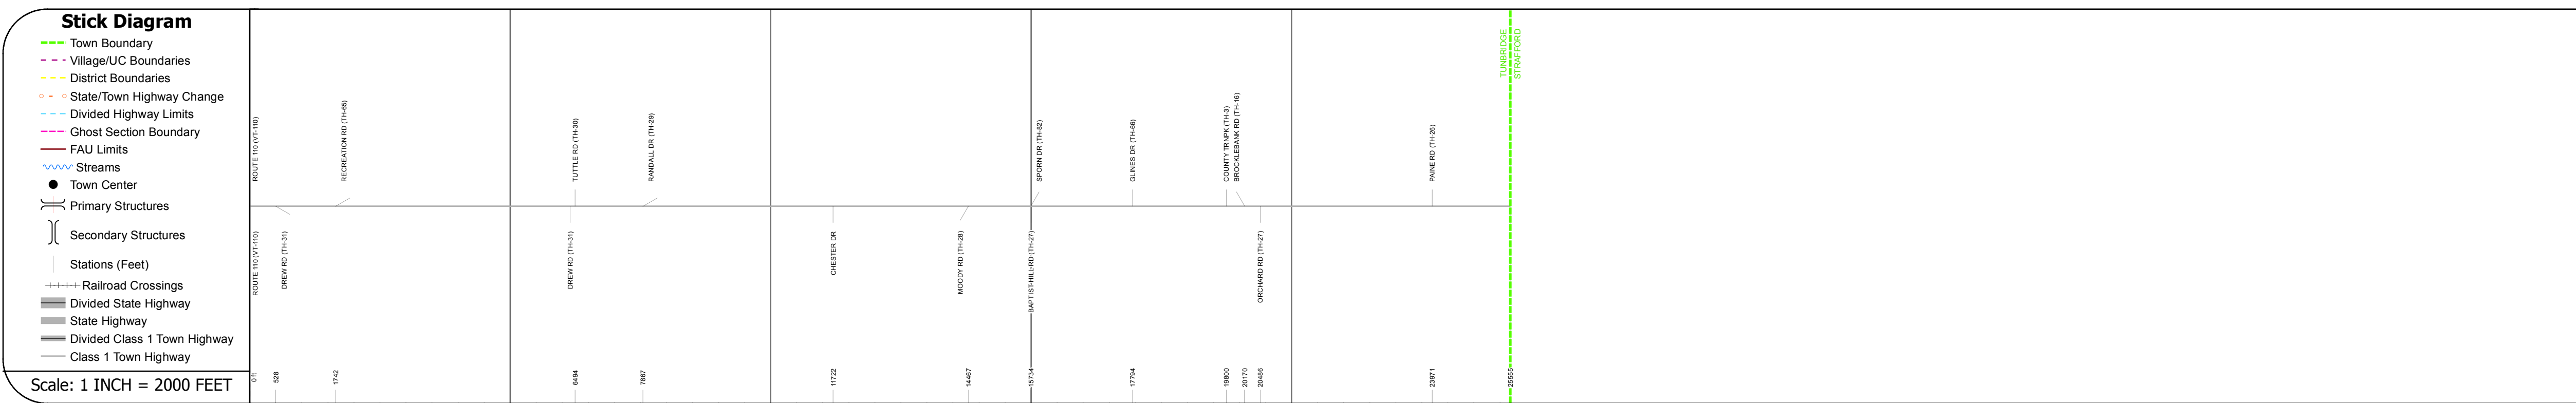 Stick Diagram
Town Boundary
Village/UC Boundaries
District Boundaries
State/Town Highway Change
Divided Highway Limits
Ghost Section Boundary
FAU Limits
Streams
Town Center
Primary Structures
Secondary Structures
Stations (Feet)
Railroad Crossings
Divided State Highway
State Highway
Divided Class 1 Town Highway
Class 1 Town Highway
Scale: 1 INCH = 2000 FEET
ROUTE 110 (VT-110)
RECREATION RD (TH-65)
TUTTLE RD (TH-30)
RANDALL DR (TH-29)
SPORN DR (TH-82)
GLINES DR (TH-66)
COUNTY TRNPK (TH-3)
BROCKLEBANK RD (TH-16)
PAINE RD (TH-26)
TUNBRIDGE
STRAFFORD
ROUTE 110 (VT-110)
DREW RD (TH-31)
DREW RD (TH-31)
CHESTER DR
MOODY RD (TH-28)
BAPTIST-HILL-RD (TH-27)
ORCHARD RD (TH-27)
0 ft
528
1742
6494
7867
11722
14467
15734
17794
19800
20170
20486
23971
25555